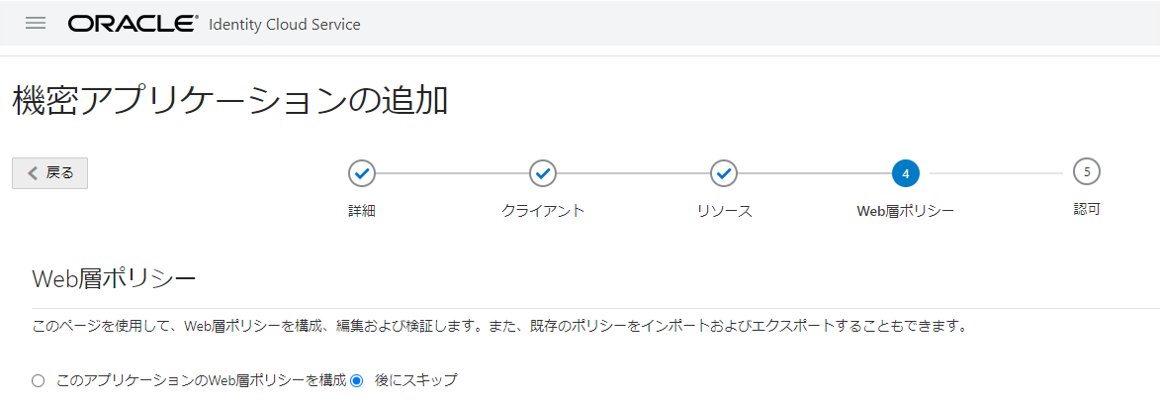 ORACLE® Identity Cloud Service
機密アプリケーションの追加
戻る
4 5
詳細 クライアント リソース Web層ポリシー 認可
Web層ポリシー
このページを使用して、Web層ポリシーを構成、編集および検証します。また、既存のポリシーをインポートおよびエクスポートすることもできます。
このアプリケーションのWeb層ポリシーを構成 後にスキップ